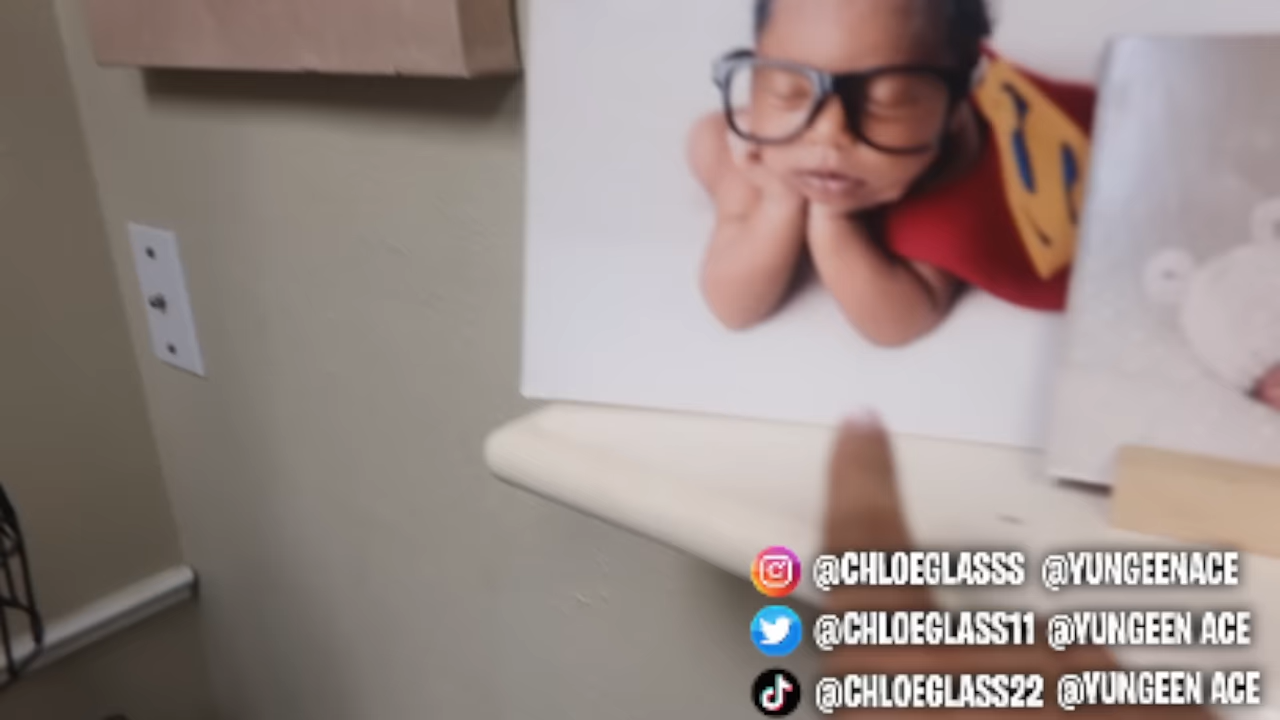 @CHLOEGLASSS @YUNGEENACE
@CHLOEGLASS11 @YUNGEEN ACE
@CHLOEGLASS22 @YUNGEEN ACE